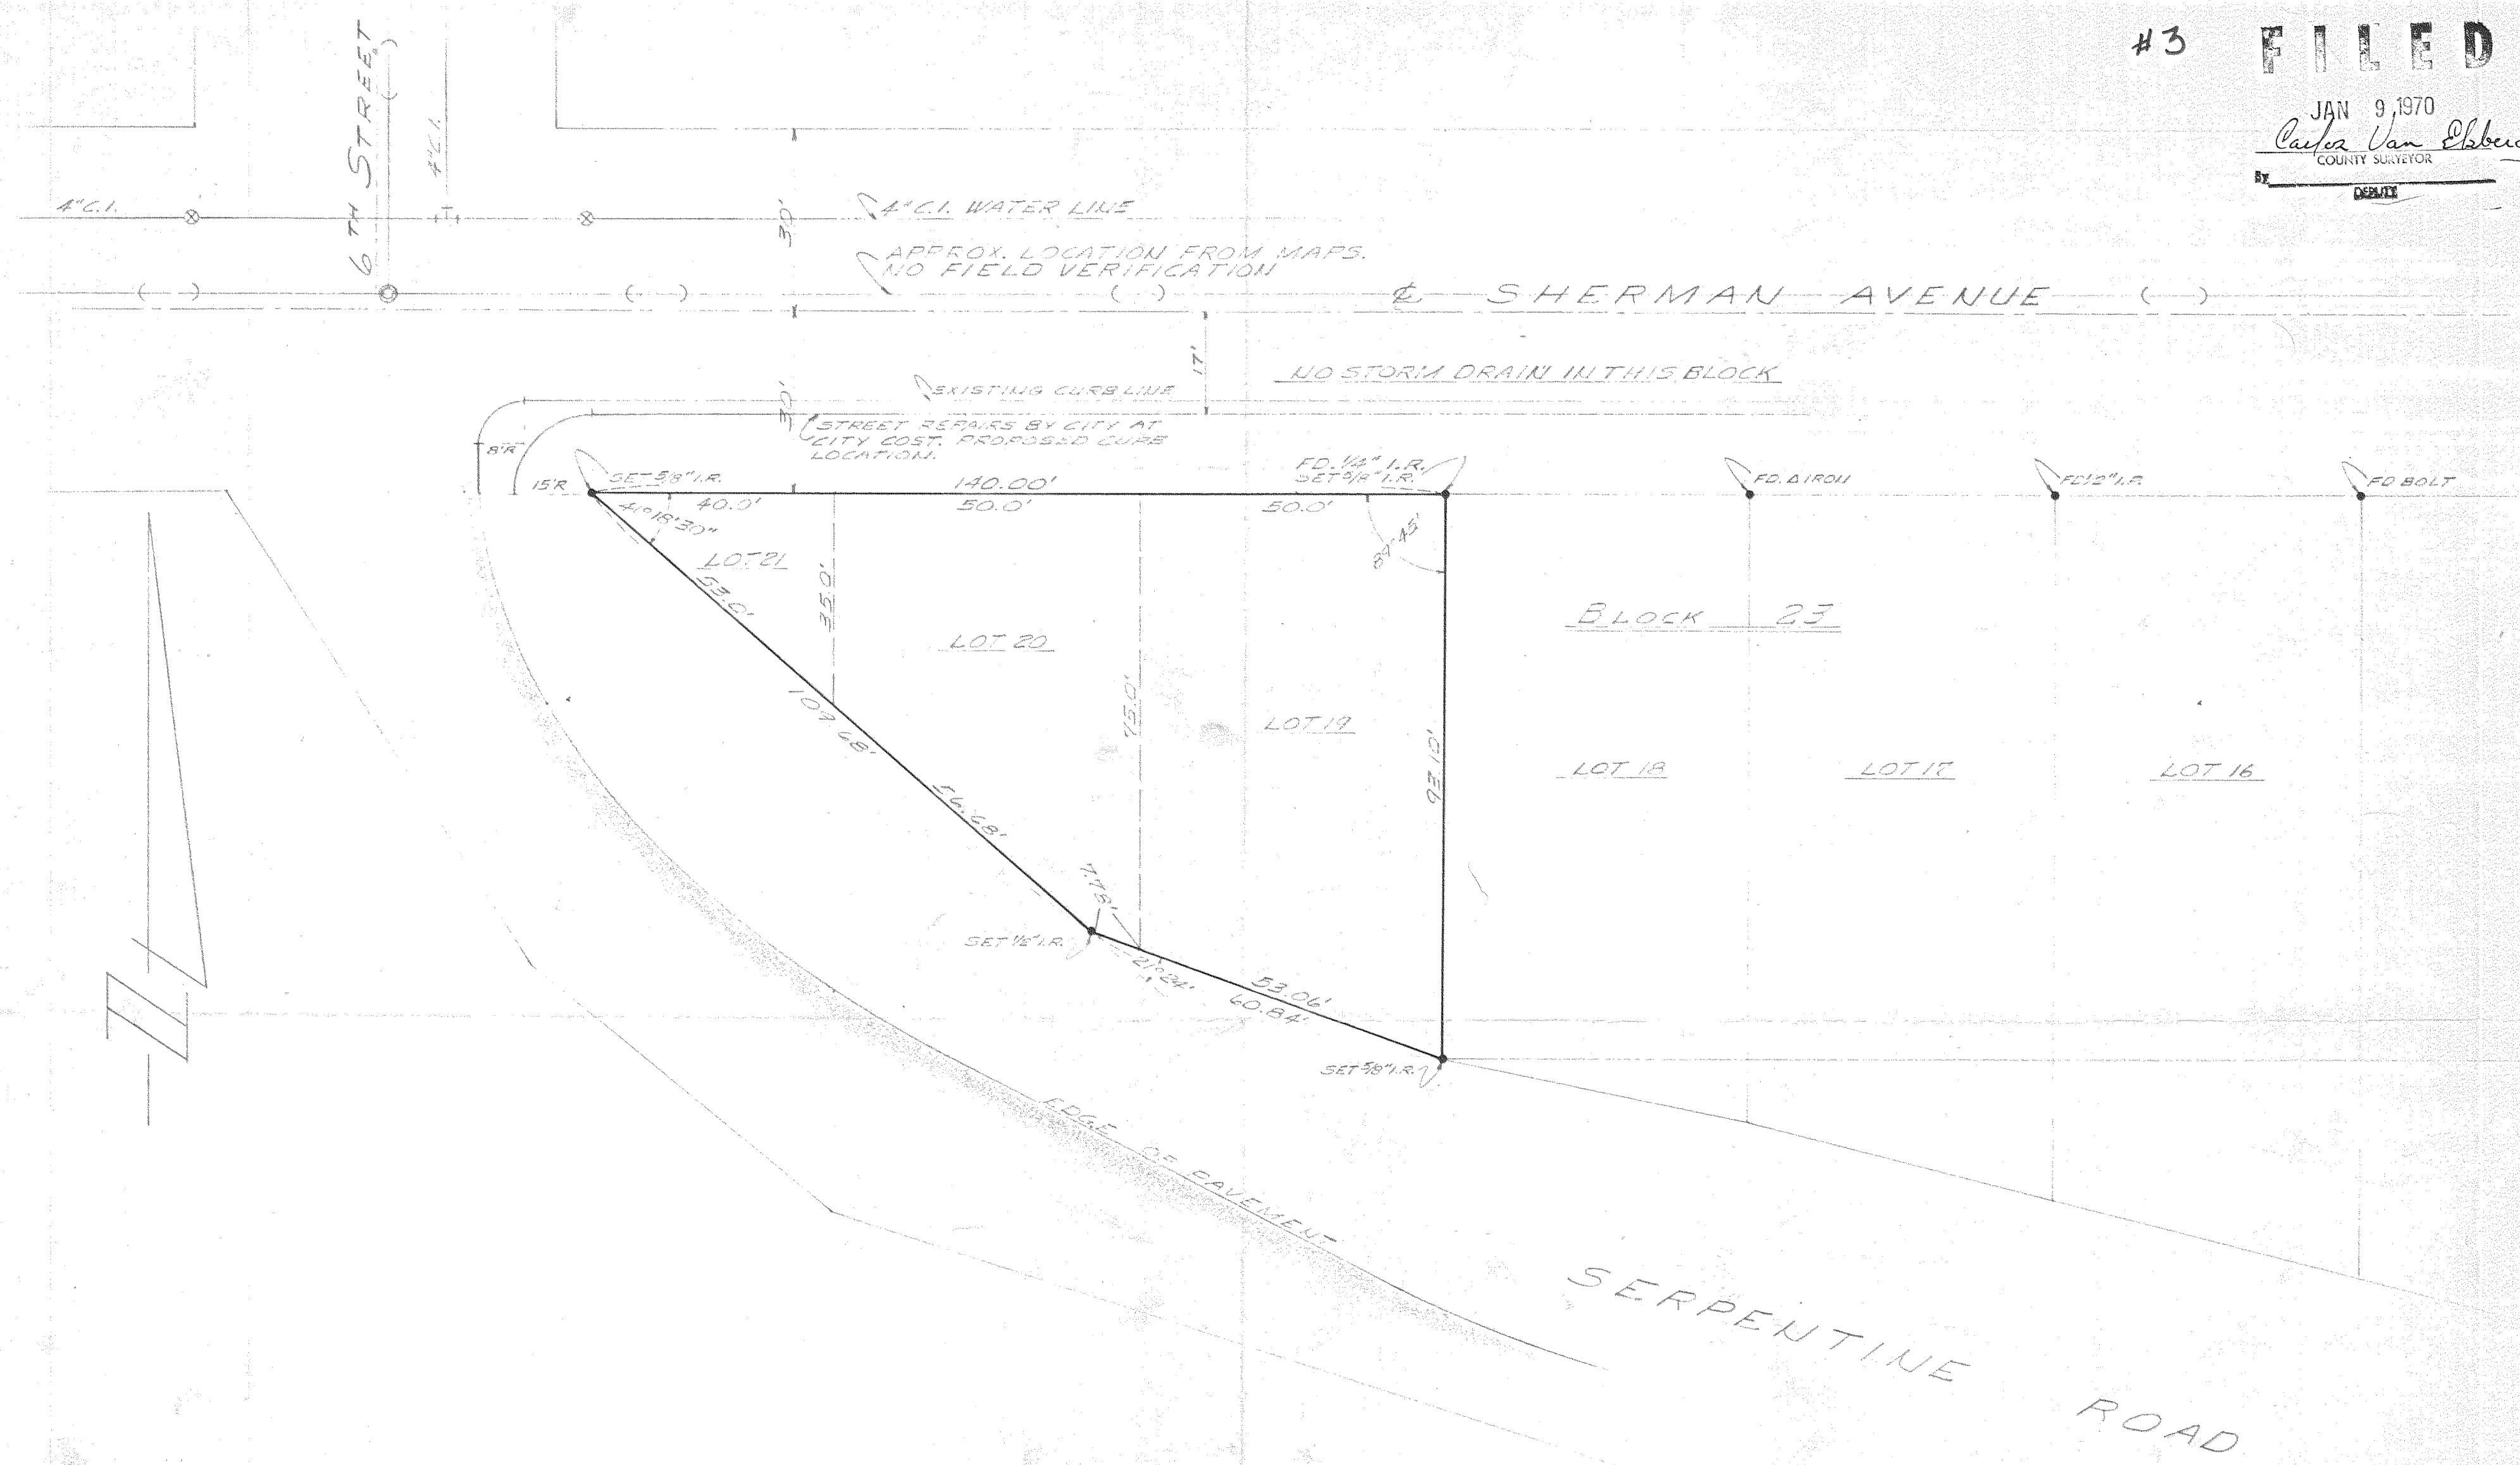 #3
FILED
JAN 9, 1970
Carlos Van Elsberg
COUNTY SURVEYOR
By
DEPUTY
6TH STREET
4"C.I.
4"C.I.
30'
4"C.I. WATER LINE
APPROX. LOCATION FROM MAPS.
NO FIELD VERIFICATION
℄ SHERMAN AVENUE
17'
NO STORM DRAIN IN THIS BLOCK
EXISTING CURB LINE
30'
STREET REPAIRS BY CITY AT
CITY COST. PROPOSED CURB
LOCATION.
8'R
15'R
SET 5/8" I.R.
140.00'
FD. 1/4" I.R.
SET 5/8" I.R.
FD. Δ IRON
FD 1/2" I.P.
FD BOLT
40.0'
50.0'
50.0'
41°18'30"
89°45'
LOT 21
53.0'
35.0'
LOT 20
75.0'
LOT 19
BLOCK 23
109.68'
93.10'
LOT 18
LOT 17
LOT 16
56.68'
7.78'
SET 1/2" I.R.
21°24'
53.06'
60.84'
SET 5/8" I.R.
EDGE OF PAVEMENT
SERPENTINE ROAD
N